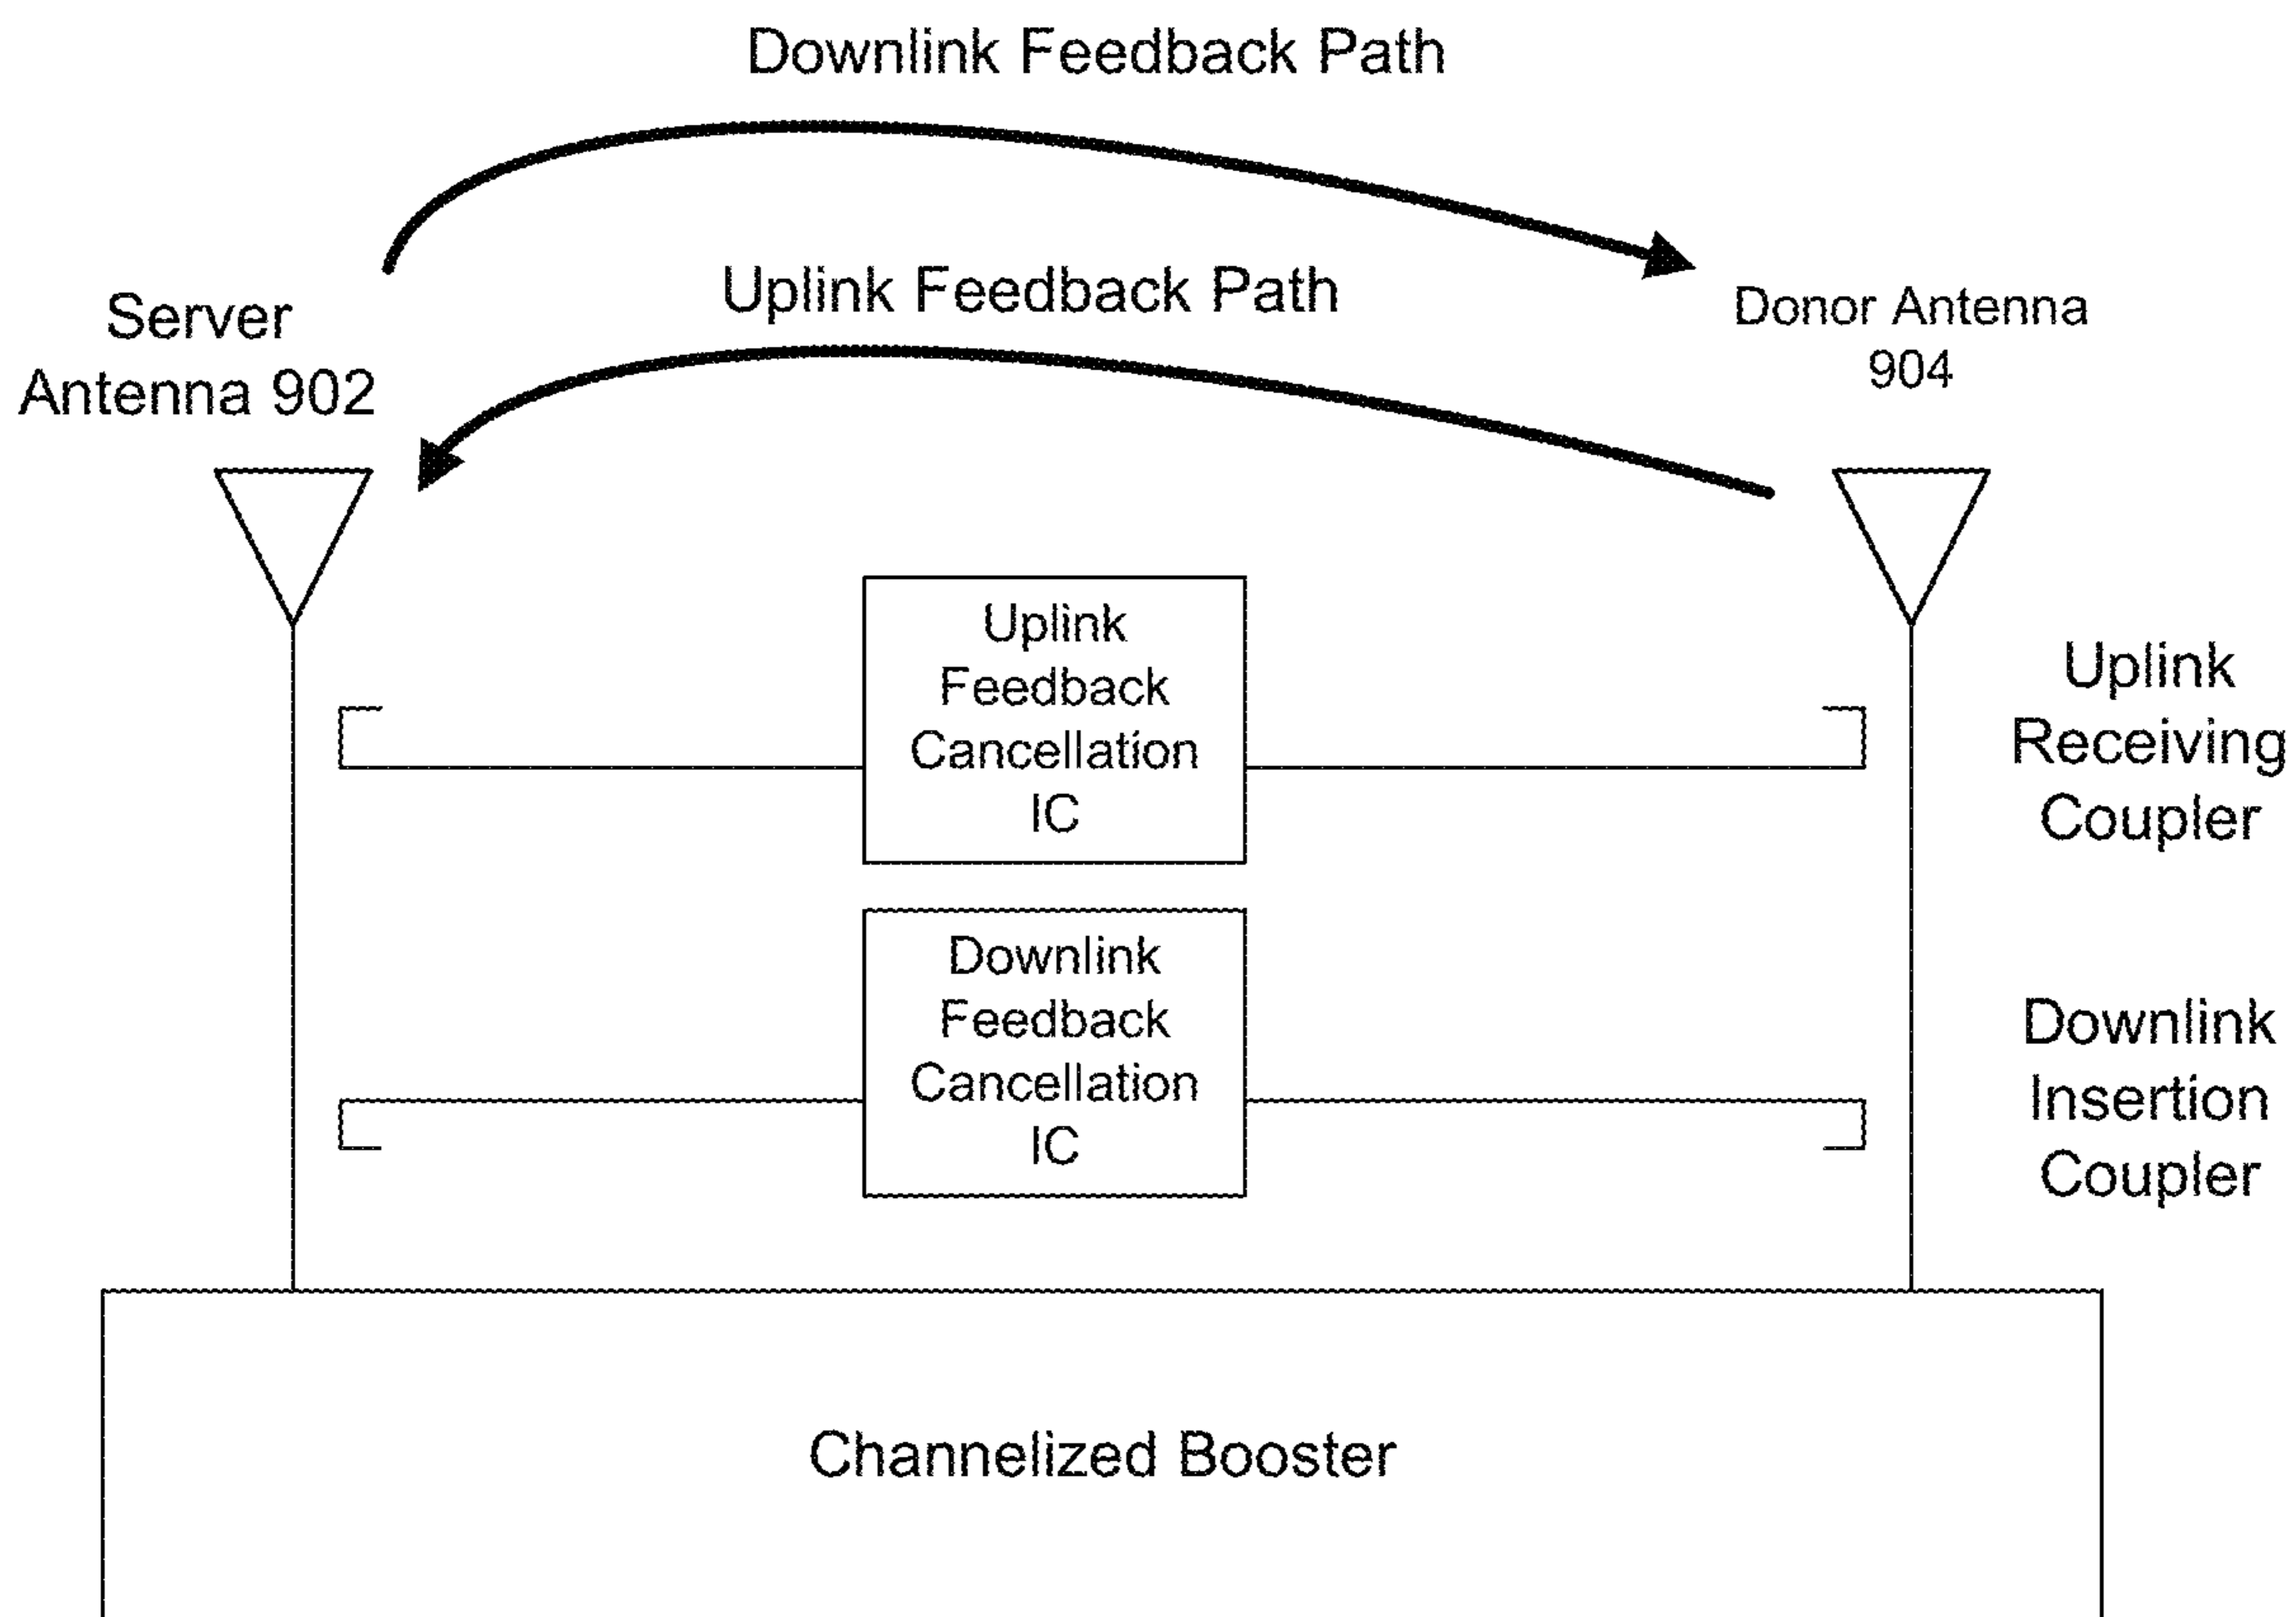 Downlink Feedback Path
Uplink Feedback Path
Server
Antenna 902
Donor Antenna
904
Uplink
Feedback
Cancellation
IC
Uplink
Receiving
Coupler
Downlink
Feedback
Cancellation
IC
Downlink
Insertion
Coupler
Channelized Booster